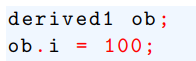 derived1 ob;
ob.i = 100;